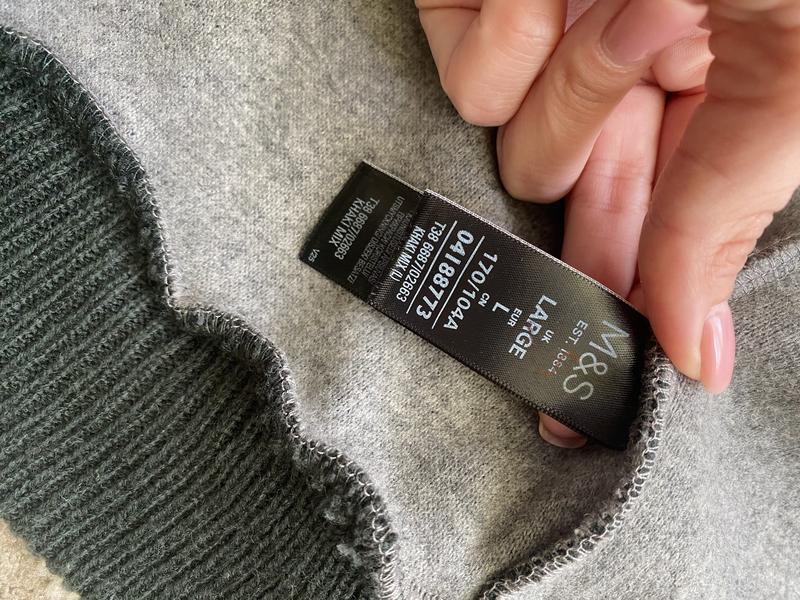 M&S
EST. 1884
UK
LARGE
EUR
L
CN
170/104A
04188773
T38 6687/02663
KHAKI MIX (L)
T38 6687/02663
KHAKI MIX
V25